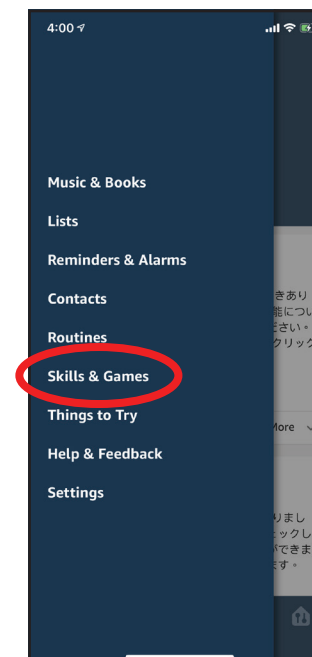 4:00
Music & Books
Lists
Reminders & Alarms
Contacts
Routines
Skills & Games
Things to Try
Help & Feedback
Settings
きあり
能につい
ださい。
クリック
More
りまし
ックし
ができま
ます。